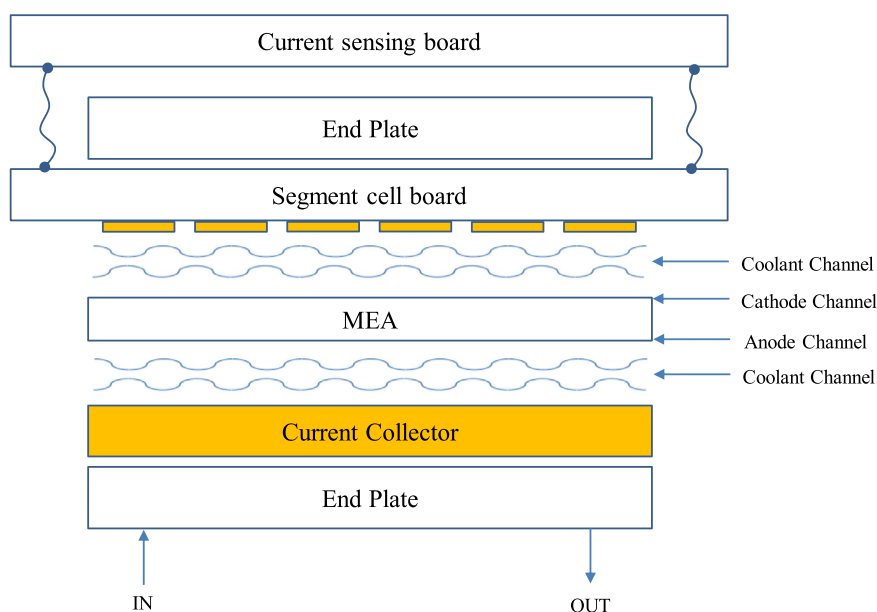 Current sensing board
End Plate
Segment cell board
Coolant Channel
Cathode Channel
MEA
Anode Channel
Coolant Channel
Current Collector
End Plate
IN
OUT